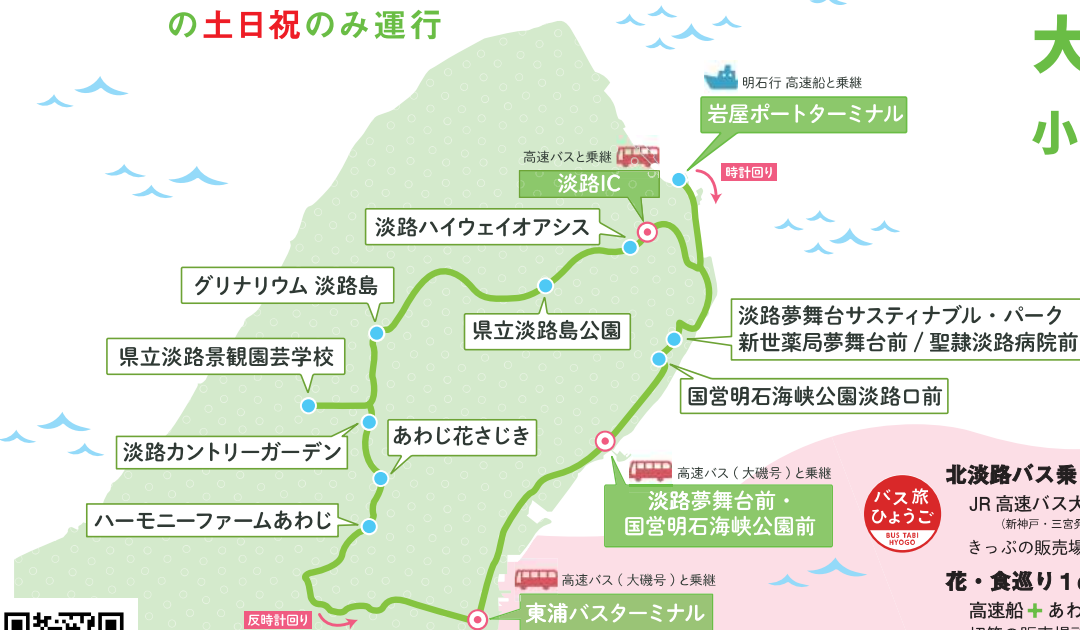 の土日祝のみ運行
大
小
明石行 高速船と乗継
岩屋ポートターミナル
高速バスと乗継
時計回り
淡路IC
淡路ハイウェイオアシス
グリナリウム 淡路島
県立淡路島公園
淡路夢舞台サスティナブル・パーク
新世薬局夢舞台前 / 聖隷淡路病院前
県立淡路景観園芸学校
国営明石海峡公園淡路口前
あわじ花さじき
淡路カントリーガーデン
高速バス ( 大磯号 ) と乗継
淡路夢舞台前・
国営明石海峡公園前
ハーモニーファームあわじ
バス旅
ひょうご
BUS TABI
HYOGO
北淡路バス乗
JR 高速バス大
(新神戸・三宮発
きっぷの販売場
高速バス ( 大磯号 ) と乗継
花・食巡り1d
東浦バスターミナル
高速船+あわ
反時計回り